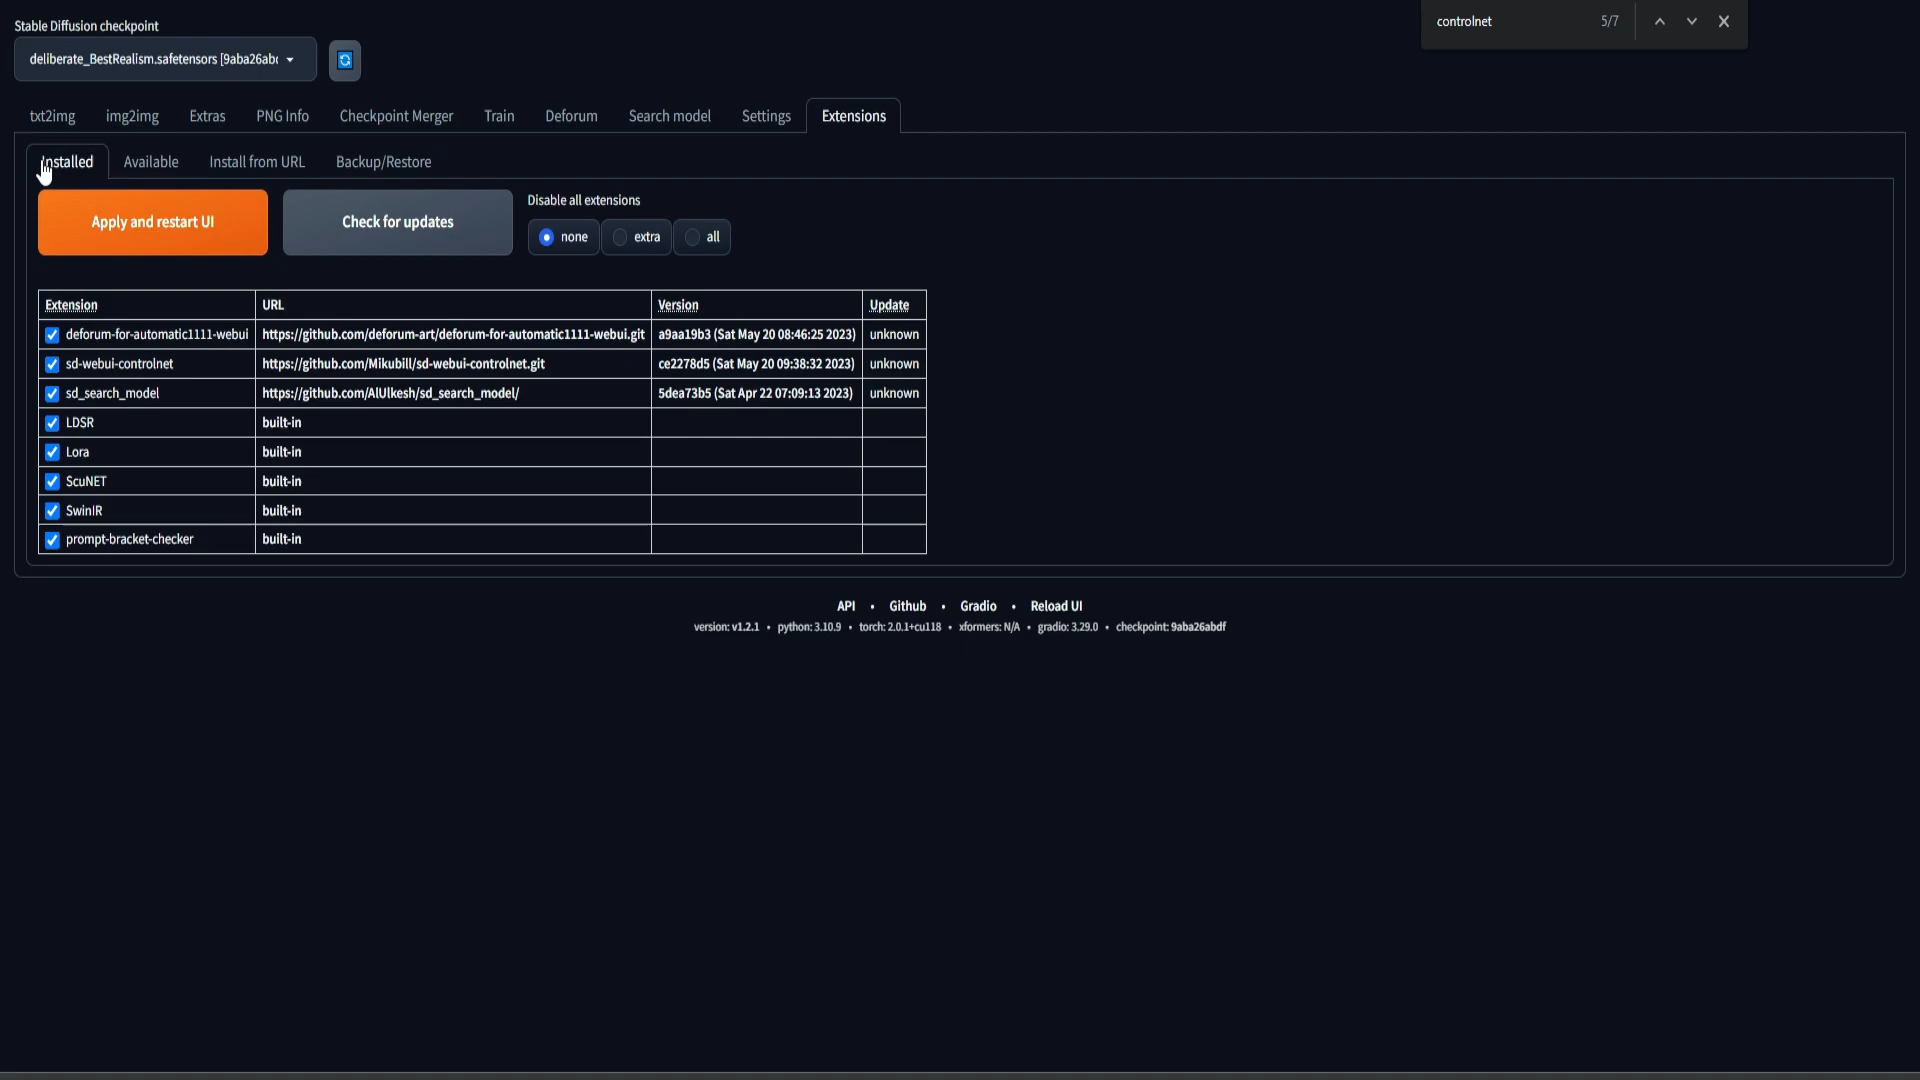 controlnet 5/7
Stable Diffusion checkpoint
deliberate_BestRealism.safetensors [9aba26abc
txt2img img2img Extras PNG Info Checkpoint Merger Train Deforum Search model Settings Extensions
Installed Available Install from URL Backup/Restore
Apply and restart UI Check for updates
Disable all extensions
none extra all
Extension URL Version Update
deforum-for-automatic1111-webui https://github.com/deforum-art/deforum-for-automatic1111-webui.git a9aa19b3 (Sat May 20 08:46:25 2023) unknown
sd-webui-controlnet https://github.com/Mikubill/sd-webui-controlnet.git ce2278d5 (Sat May 20 09:38:32 2023) unknown
sd_search_model https://github.com/AlUlkesh/sd_search_model/ 5dea73b5 (Sat Apr 22 07:09:13 2023) unknown
LDSR built-in
Lora built-in
ScuNET built-in
SwinIR built-in
prompt-bracket-checker built-in
API • Github • Gradio • Reload UI
version: v1.2.1 • python: 3.10.9 • torch: 2.0.1+cu118 • xformers: N/A • gradio: 3.29.0 • checkpoint: 9aba26abdf